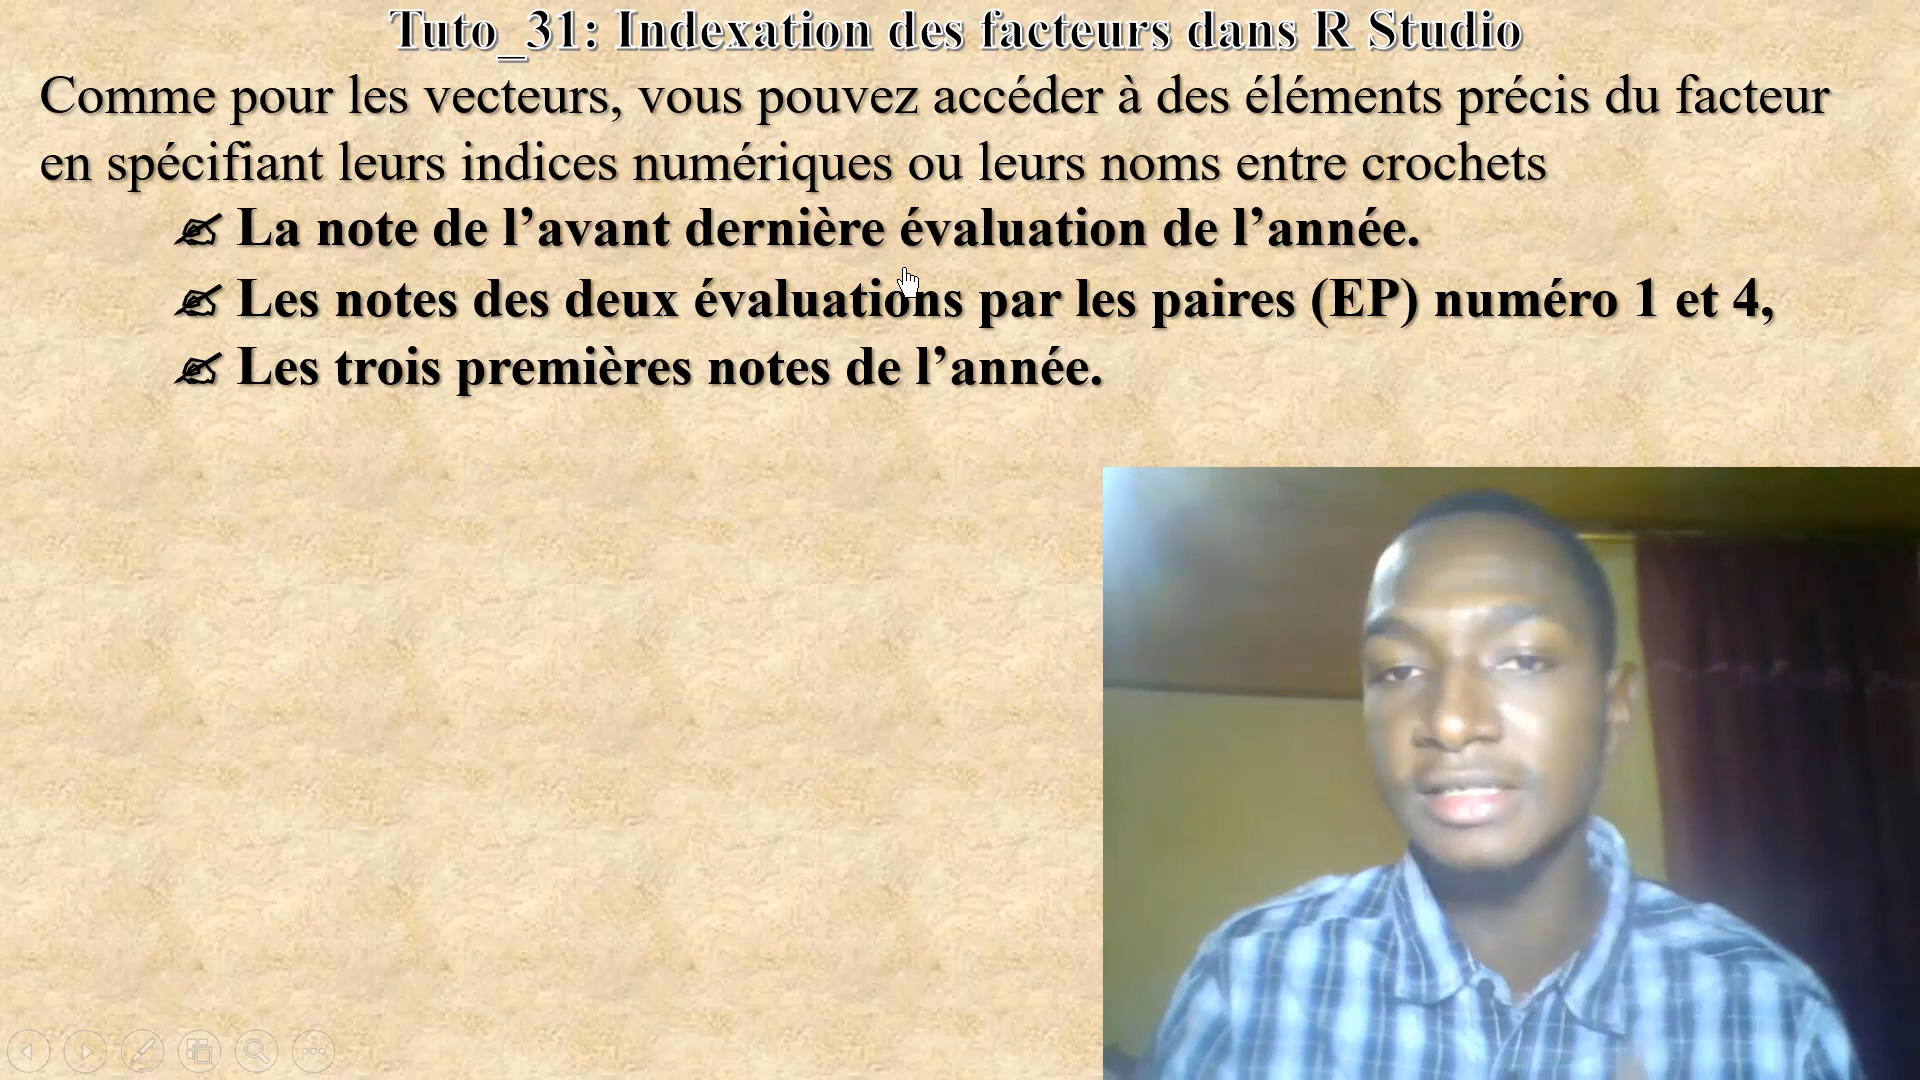 Tuto_31: Indexation des facteurs dans R Studio
Comme pour les vecteurs, vous pouvez accéder à des éléments précis du facteur
en spécifiant leurs indices numériques ou leurs noms entre crochets
La note de l’avant dernière évaluation de l’année.
Les notes des deux évaluations par les paires (EP) numéro 1 et 4,
Les trois premières notes de l’année.